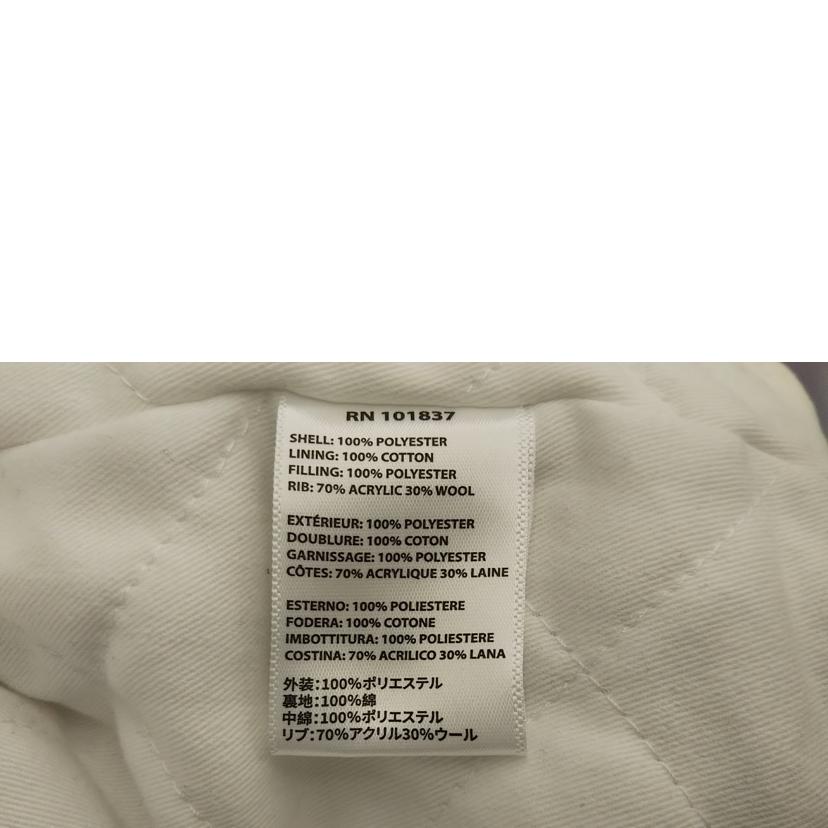 RN 101837
SHELL: 100% POLYESTER
LINING: 100% COTTON
FILLING: 100% POLYESTER
RIB: 70% ACRYLIC 30% WOOL
EXTÉRIEUR: 100% POLYESTER
DOUBLURE: 100% COTON
GARNISSAGE: 100% POLYESTER
CÔTES: 70% ACRYLIQUE 30% LAINE
ESTERNO: 100% POLIESTERE
FODERA: 100% COTONE
IMBOTTITURA: 100% POLIESTERE
COSTINA: 70% ACRILICO 30% LANA
外装:100%ポリエステル
裏地:100%綿
中綿:100%ポリエステル
リブ:70%アクリル30%ウール